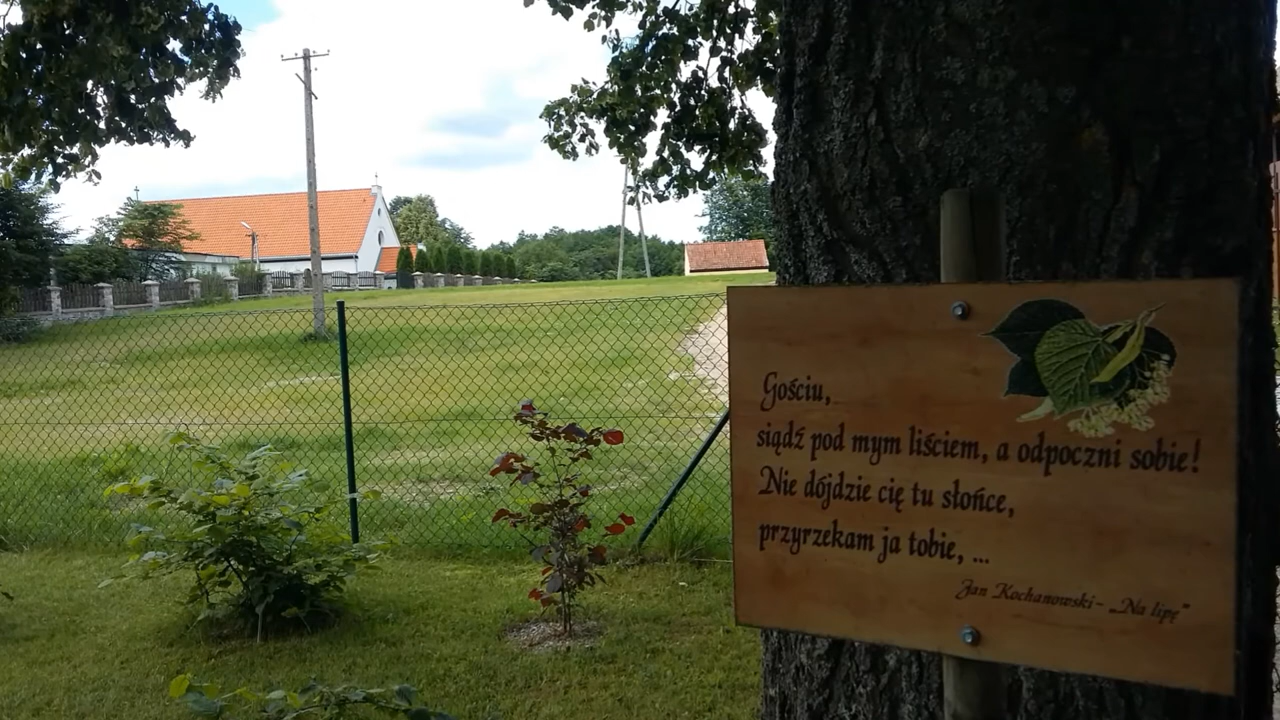 Gościu,
siądź pod mym liściem, a odpoczni sobie!
Nie dójdzie cię tu słońce,
przyrzekam ja tobie, ...
Jan Kochanowski - „Na lipę”